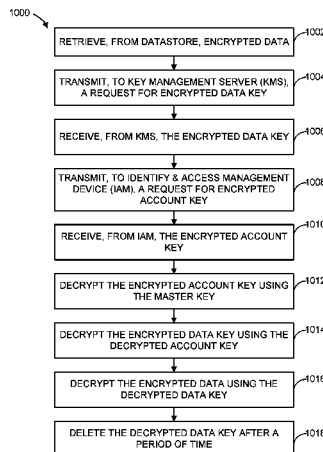 1000
RETRIEVE, FROM DATASTORE, ENCRYPTED DATA
1002
TRANSMIT, TO KEY MANAGEMENT SERVER (KMS),
A REQUEST FOR ENCRYPTED DATA KEY
1004
RECEIVE, FROM KMS, THE ENCRYPTED DATA KEY
1006
TRANSMIT, TO IDENTIFY & ACCESS MANAGEMENT
DEVICE (IAM), A REQUEST FOR ENCRYPTED
ACCOUNT KEY
1008
RECEIVE, FROM IAM, THE ENCRYPTED ACCOUNT
KEY
1010
DECRYPT THE ENCRYPTED ACCOUNT KEY USING
THE MASTER KEY
1012
DECRYPT THE ENCRYPTED DATA KEY USING THE
DECRYPTED ACCOUNT KEY
1014
DECRYPT THE ENCRYPTED DATA USING THE
DECRYPTED DATA KEY
1016
DELETE THE DECRYPTED DATA KEY AFTER A
PERIOD OF TIME
1018